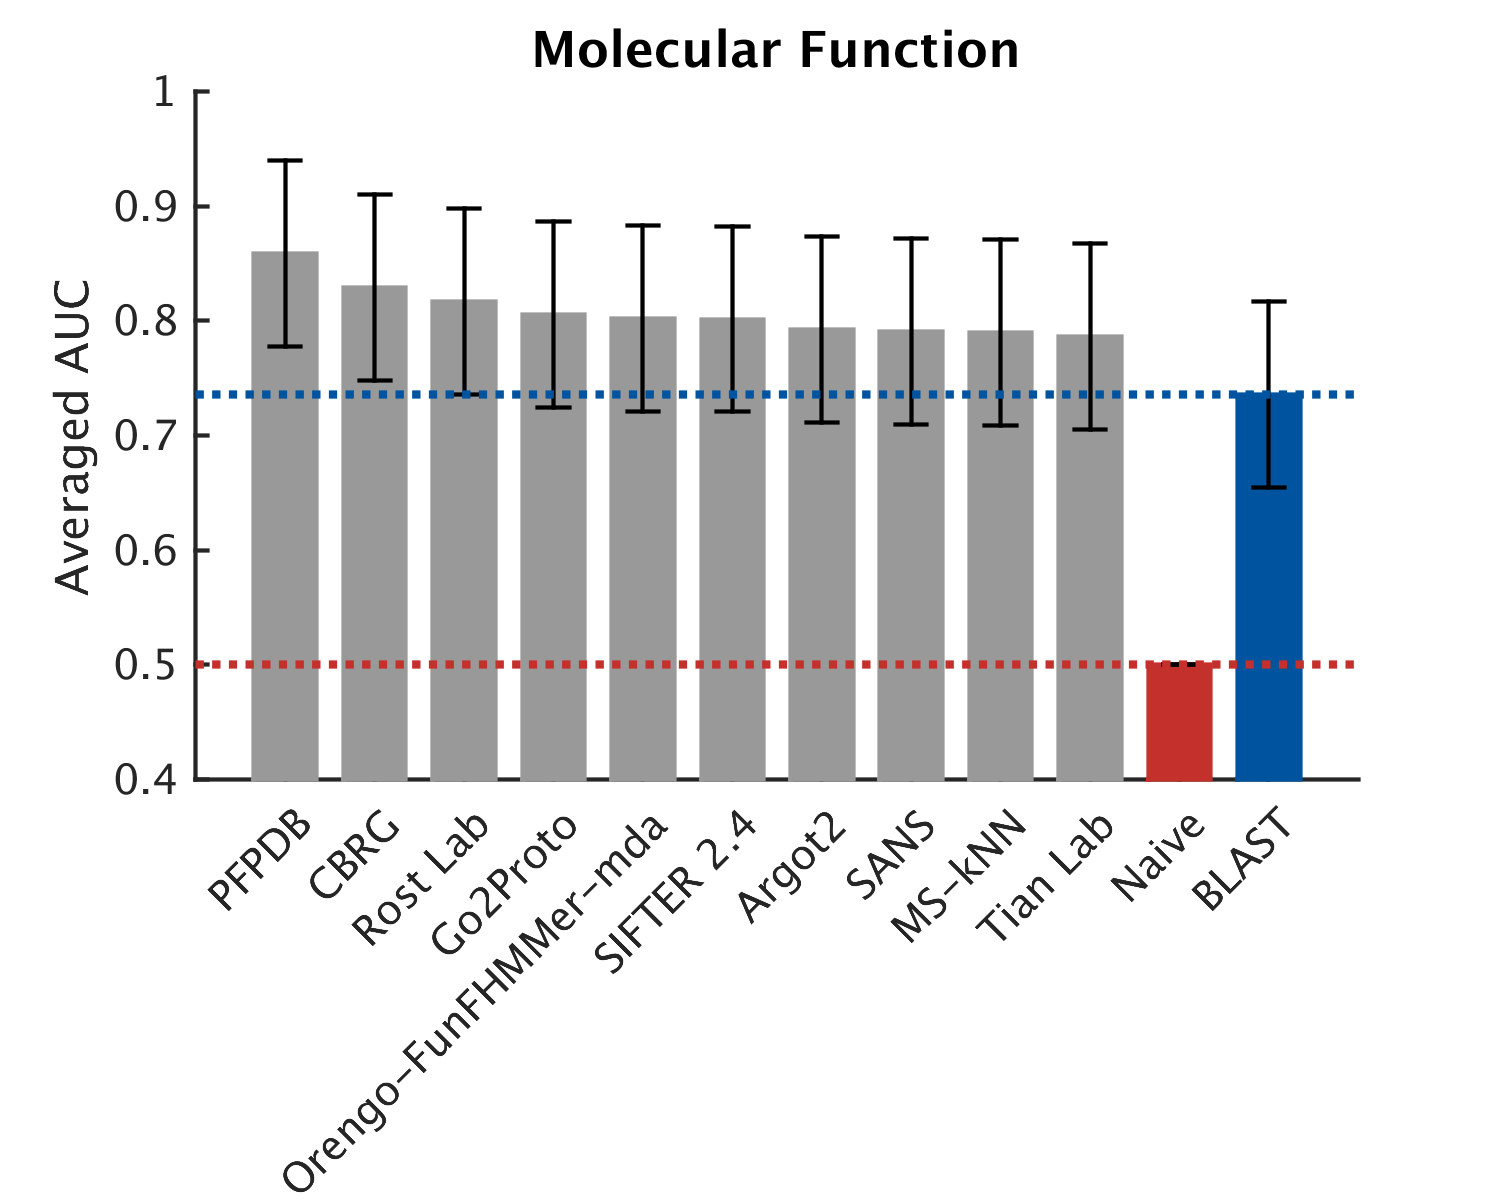 Molecular Function
Averaged AUC
1
0.9
0.8
0.7
0.6
0.5
0.4
PFPDB
CBRG
Rost Lab
Go2Proto
Orengo-FunFHMMer-mda
SIFTER 2.4
Argot2
SANS
MS-kNN
Tian Lab
Naive
BLAST